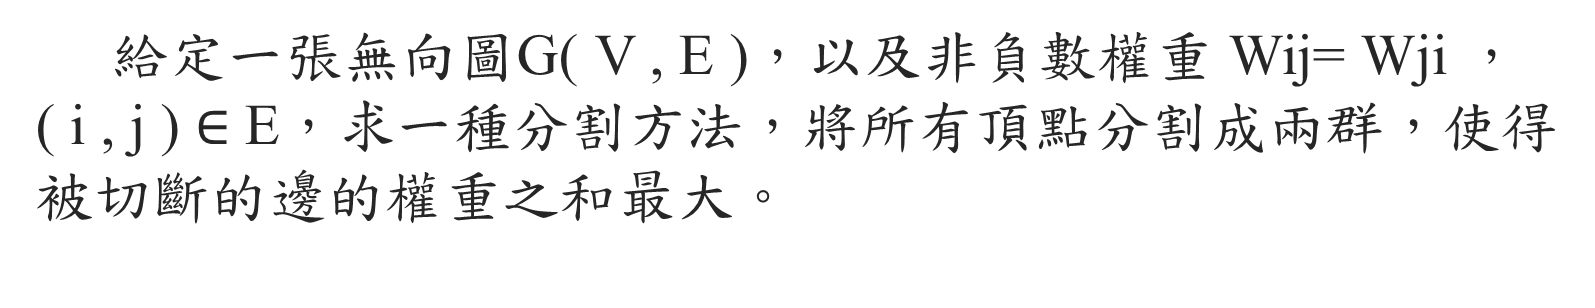 給定一張無向圖G( V , E )，以及非負數權重 Wij= Wji ，
( i , j ) ∈ E，求一種分割方法，將所有頂點分割成兩群，使得
被切斷的邊的權重之和最大。